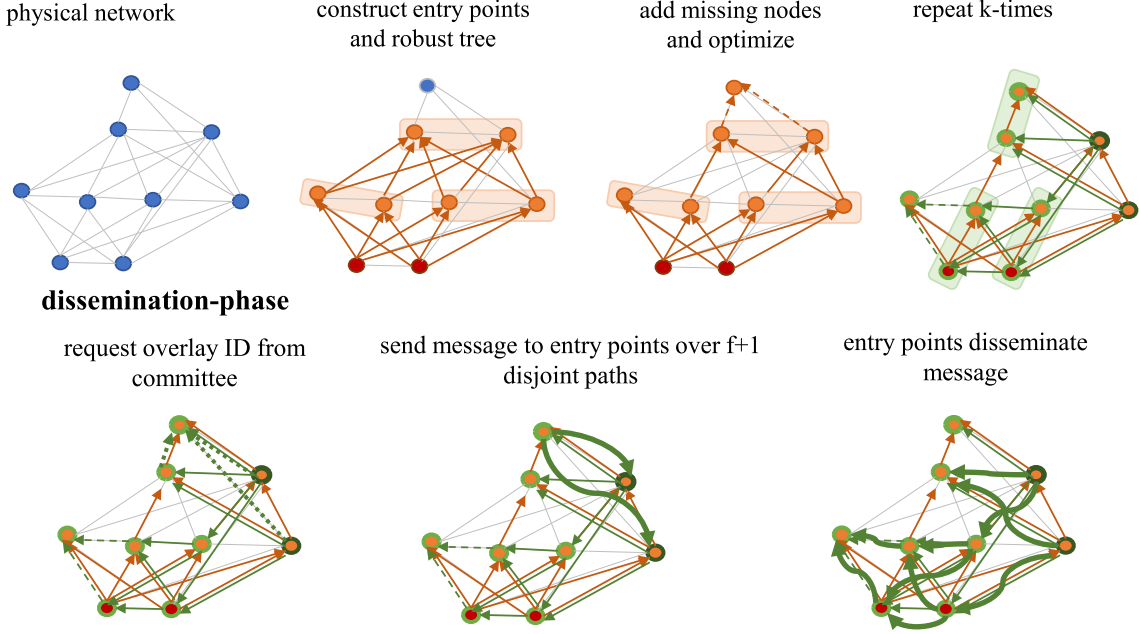 physical network
construct entry points
and robust tree
add missing nodes
and optimize
repeat k-times
dissemination-phase
request overlay ID from
committee
send message to entry points over f+1
disjoint paths
entry points disseminate
message